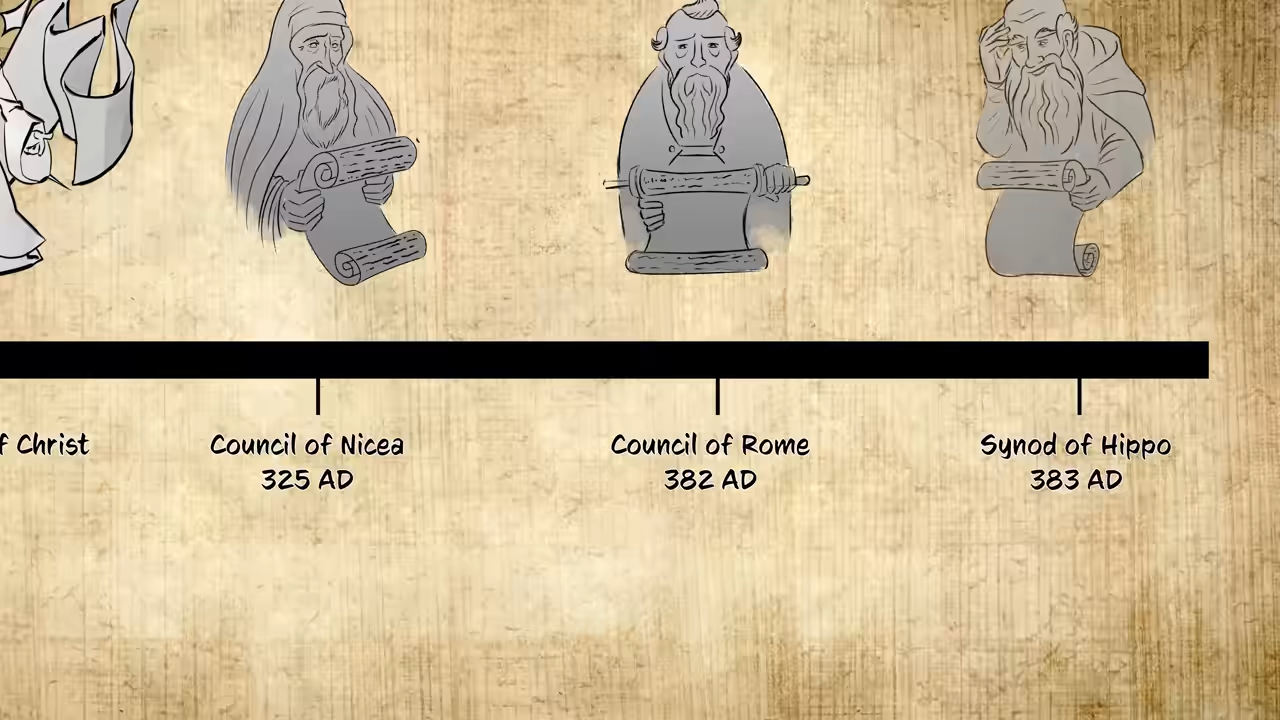 f Christ
Council of Nicea
325 AD
Council of Rome
382 AD
Synod of Hippo
383 AD